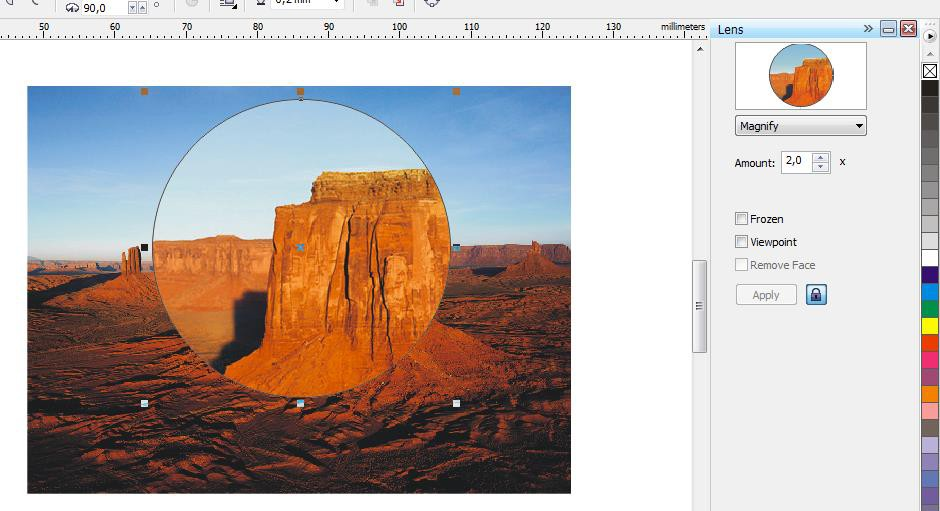 90,0
0,2 mm
50 60 70 80 90 100 110 120 130 millimeters
Lens
Magnify
Amount: 2,0 x
Frozen
Viewpoint
Remove Face
Apply